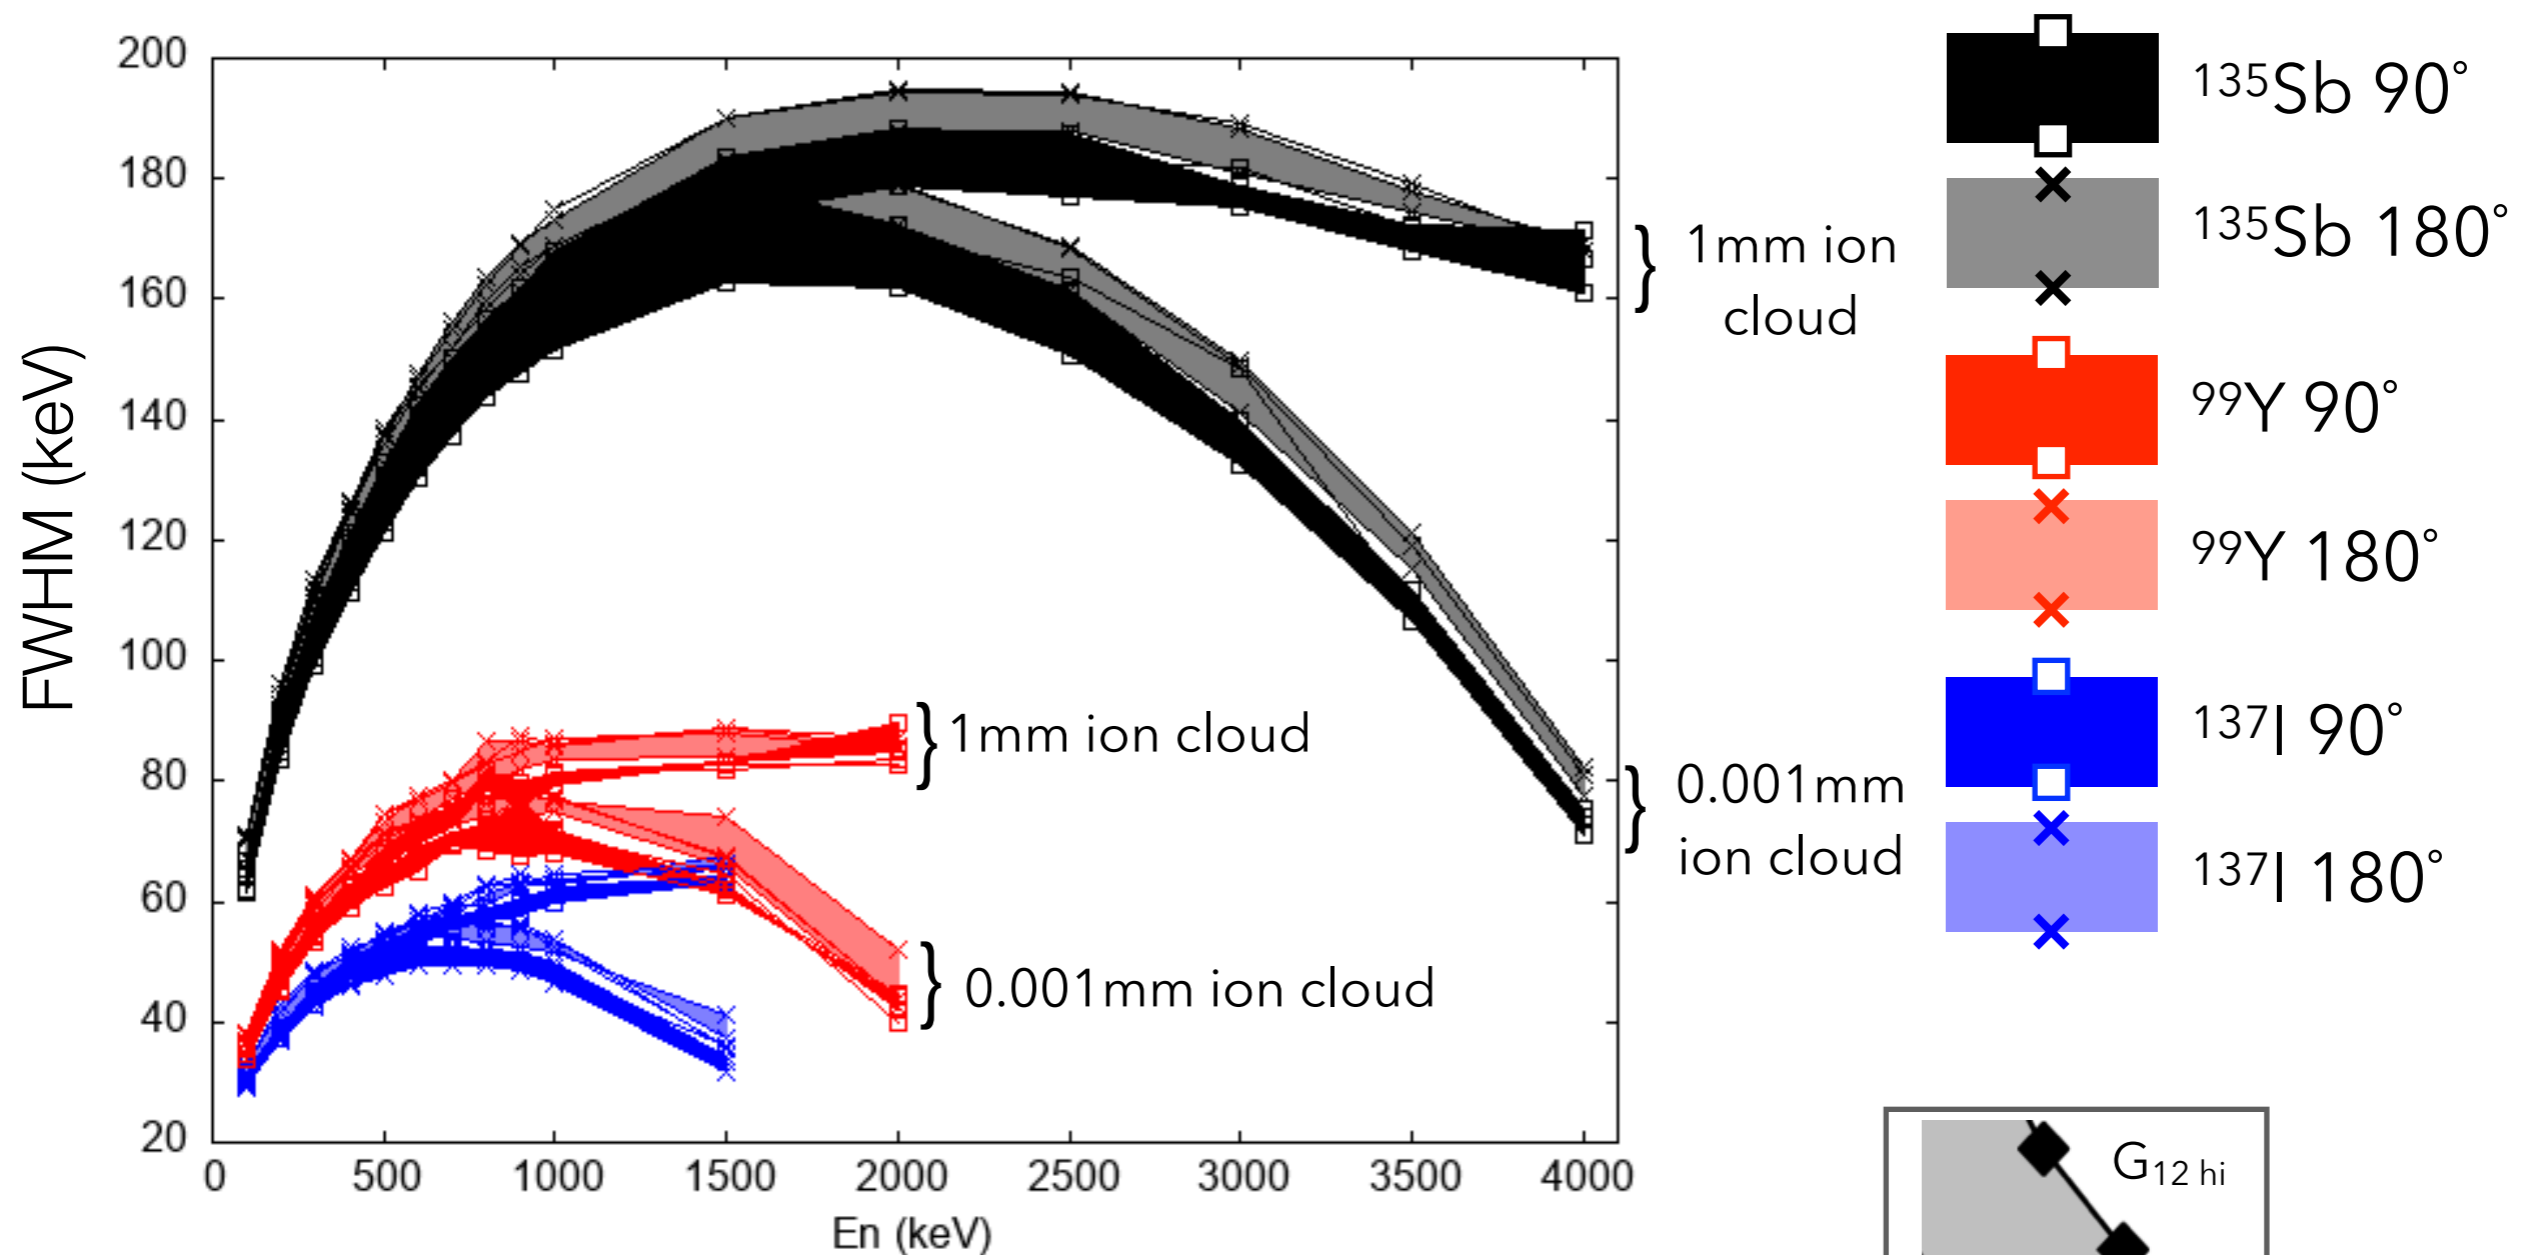 FWHM (keV)
200
180
160
140
120
100
80
60
40
20
0 500 1000 1500 2000 2500 3000 3500 4000
En (keV)
} 1mm ion
cloud
} 0.001mm
ion cloud
} 1mm ion cloud
} 0.001mm ion cloud
¹³⁵Sb 90°
¹³⁵Sb 180°
⁹⁹Y 90°
⁹⁹Y 180°
¹³⁷I 90°
¹³⁷I 180°
G₁₂ ₕᵢ